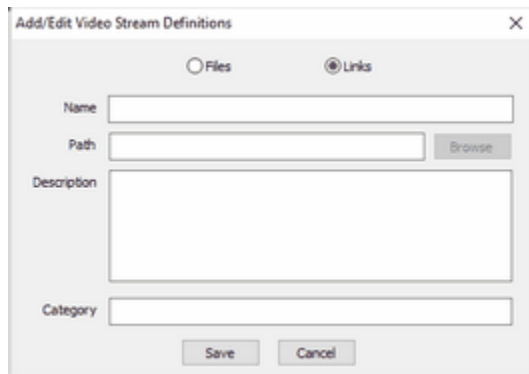 Add/Edit Video Stream Definitions
Files Links
Name
Path Browse
Description
Category
Save Cancel